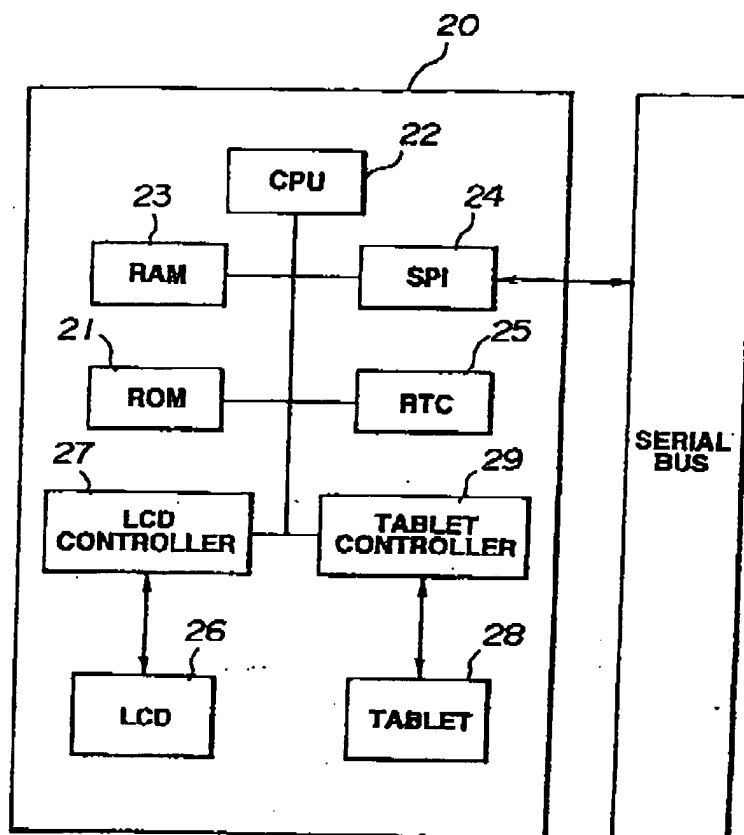 20
22
CPU
23
24
RAM
SPI
21
25
ROM
RTC
27
29
LCD
CONTROLLER
TABLET
CONTROLLER
SERIAL
BUS
26
28
LCD
TABLET